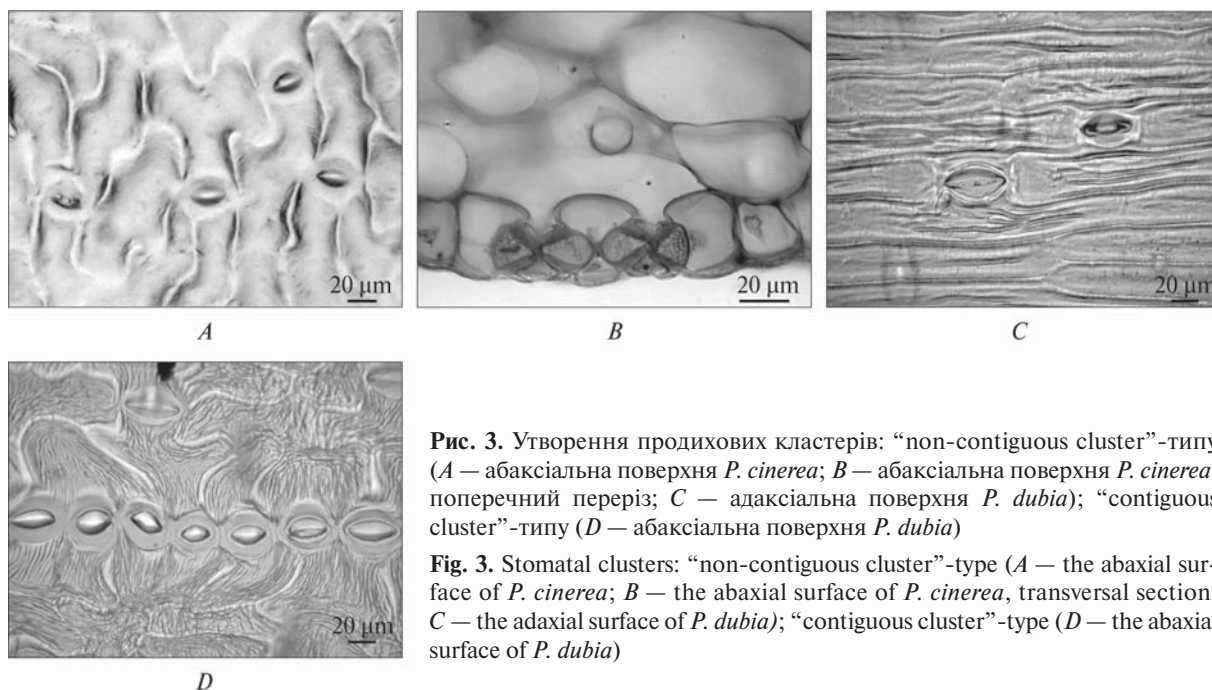 20 μm
20 μm
20 μm
A
B
C
20 μm
D
Рис. 3. Утворення продихових кластерів: “non-contiguous cluster”-типу
(A — абаксіальна поверхня P. cinerea; B — абаксіальна поверхня P. cinerea
поперечний переріз; C — адаксіальна поверхня P. dubia); “contiguous
cluster”-типу (D — абаксіальна поверхня P. dubia)
Fig. 3. Stomatal clusters: “non-contiguous cluster”-type (A — the abaxial sur-
face of P. cinerea; B — the abaxial surface of P. cinerea, transversal section
C — the adaxial surface of P. dubia); “contiguous cluster”-type (D — the abaxia
surface of P. dubia)